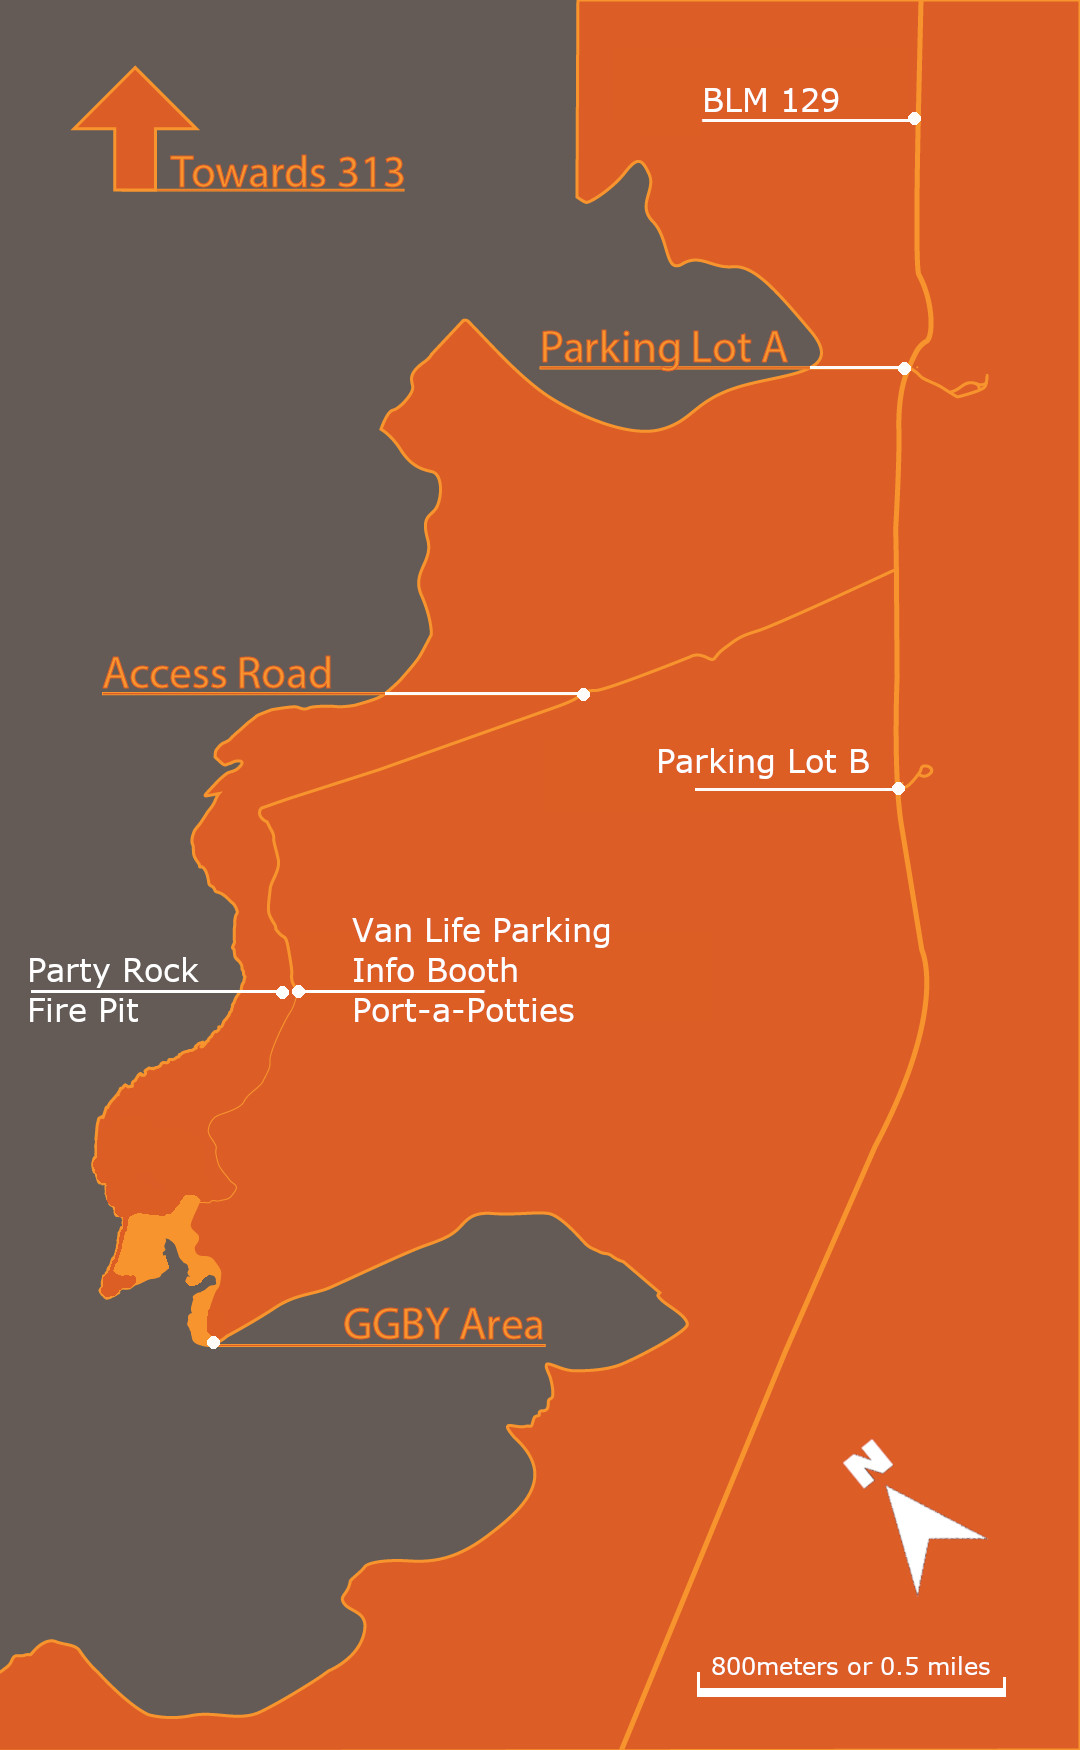 BLM 129
Towards 313
Parking Lot A
Access Road
Parking Lot B
Van Life Parking
Info Booth
Port-a-Potties
Party Rock
Fire Pit
GGBY Area
N
800meters or 0.5 miles